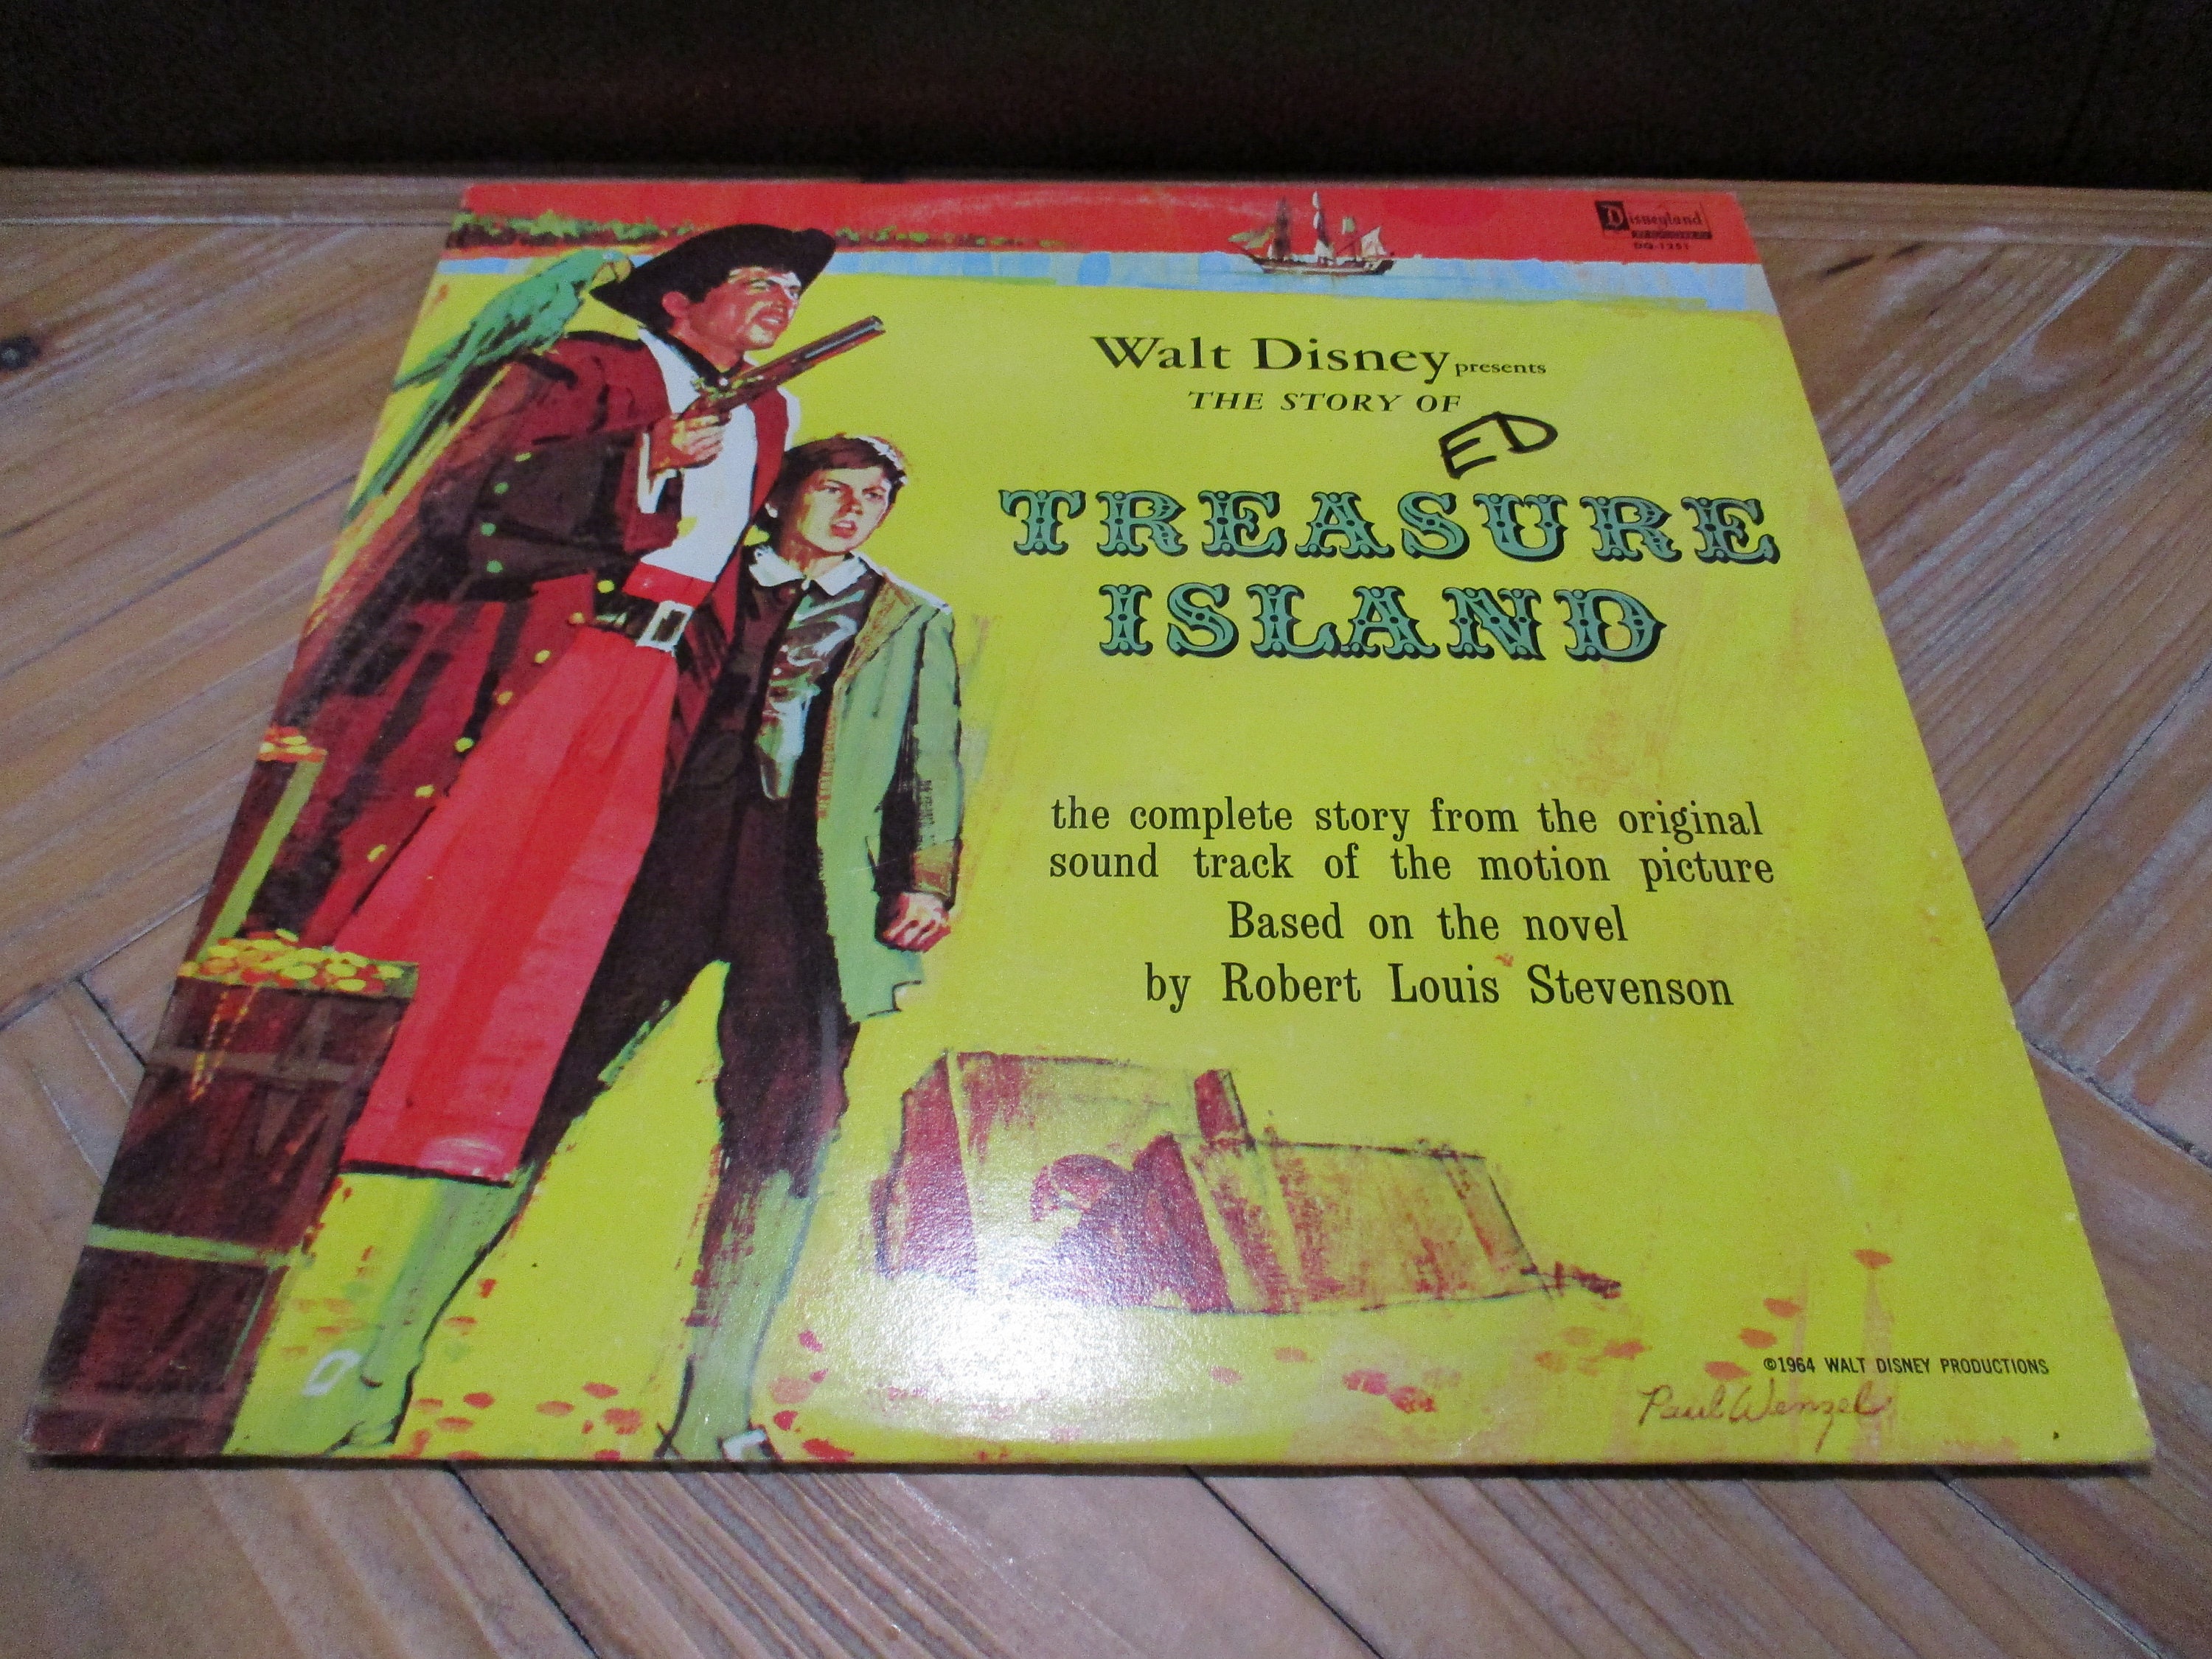 Disneyland
RECORDS
DQ-1251
Walt Disney presents
THE STORY OF
ED
TREASURE
ISLAND
the complete story from the original
sound track of the motion picture
Based on the novel
by Robert Louis Stevenson
©1964 WALT DISNEY PRODUCTIONS
Paul Wenzel